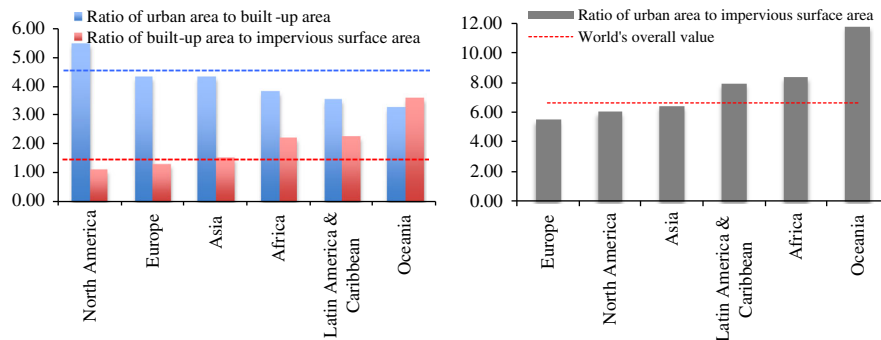 Ratio of urban area to built-up area
Ratio of built-up area to impervious surface area
6.00
5.00
4.00
3.00
2.00
1.00
0.00
North America
Europe
Asia
Africa
Latin America &
Caribbean
Oceania
Ratio of urban area to impervious surface area
World's overall value
12.00
10.00
8.00
6.00
4.00
2.00
0.00
Europe
North America
Asia
Latin America &
Caribbean
Africa
Oceania